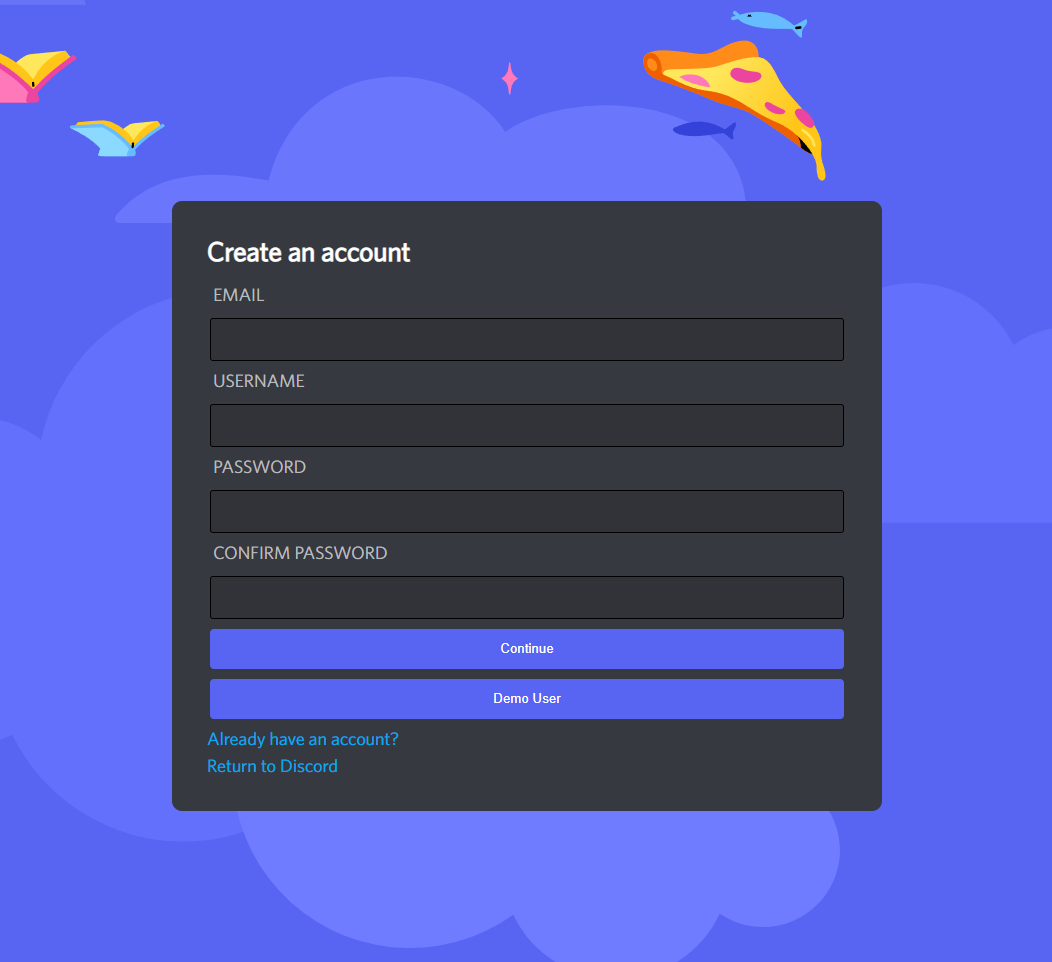 Create an account
EMAIL
USERNAME
PASSWORD
CONFIRM PASSWORD
Continue
Demo User
Already have an account?
Return to Discord